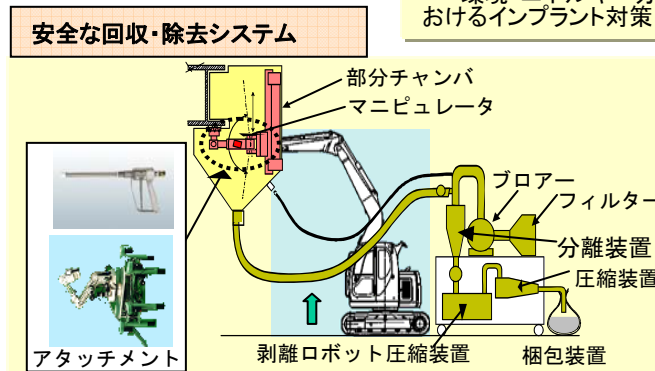 おけるインプラント対策
安全な回収・除去システム
部分チャンバ
マニピュレータ
ブロアー
フィルター
分離装置
圧縮装置
アタッチメント
剥離ロボット
圧縮装置
梱包装置